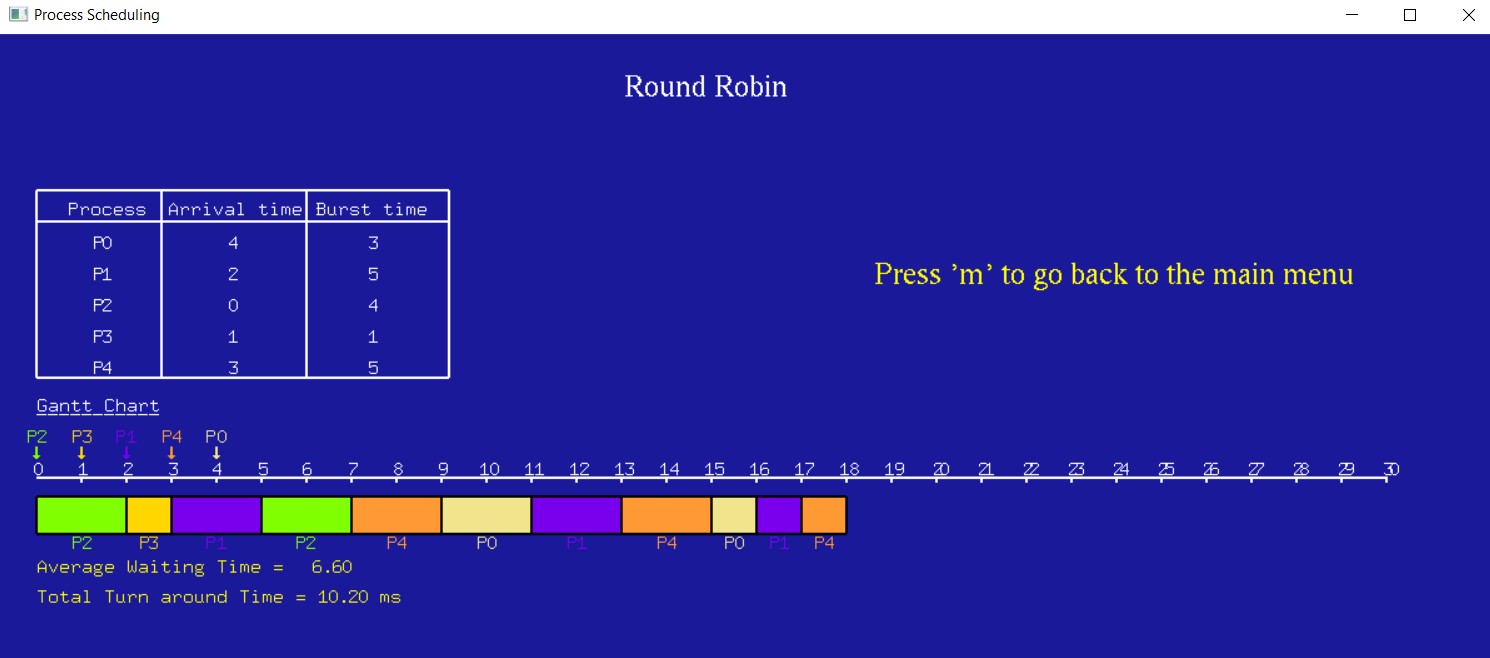 Process Scheduling
Round Robin
Process Arrival time Burst time
P0 4 3
P1 2 5
P2 0 4
P3 1 1
P4 3 5
Press 'm' to go back to the main menu
Gantt Chart
P2 P3 P1 P4 P0
0 1 2 3 4 5 6 7 8 9 10 11 12 13 14 15 16 17 18 19 20 21 22 23 24 25 26 27 28 29 30
P2 P3 P1 P2 P4 P0 P1 P4 P0 P1 P4
Average Waiting Time = 6.60
Total Turn around Time = 10.20 ms